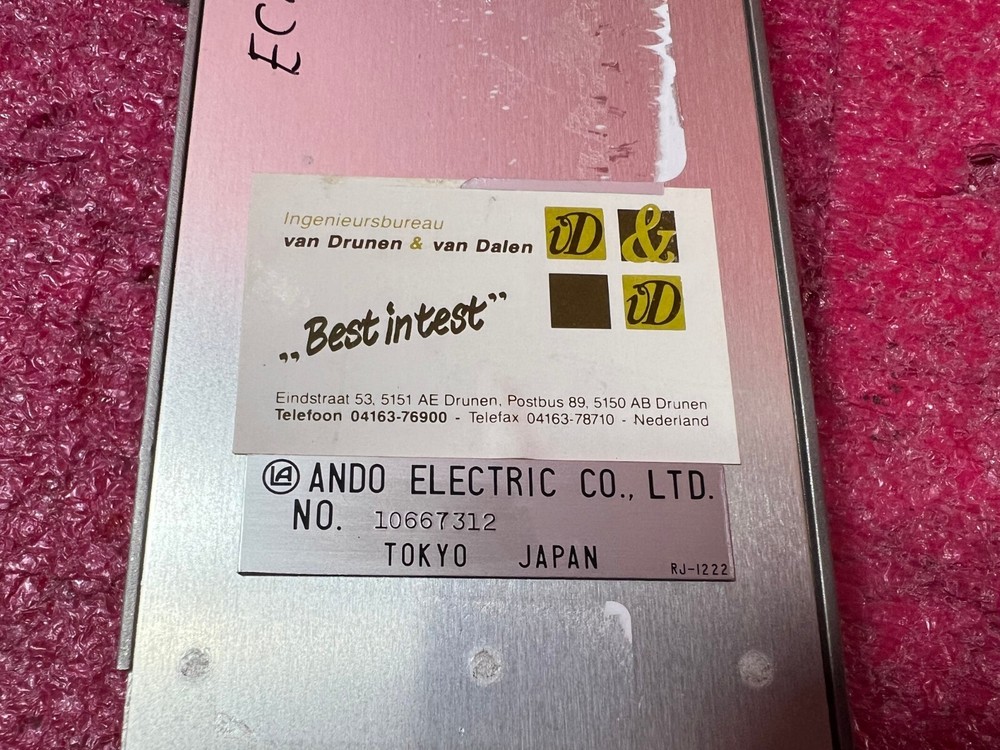 Ingenieursbureau
van Drunen & van Dalen
vD &
vD
„Best in test”
Eindstraat 53, 5151 AE Drunen, Postbus 89, 5150 AB Drunen
Telefoon 04163-76900 - Telefax 04163-78710 - Nederland
ANDO ELECTRIC CO., LTD.
NO. 10667312
TOKYO JAPAN
RJ-1222